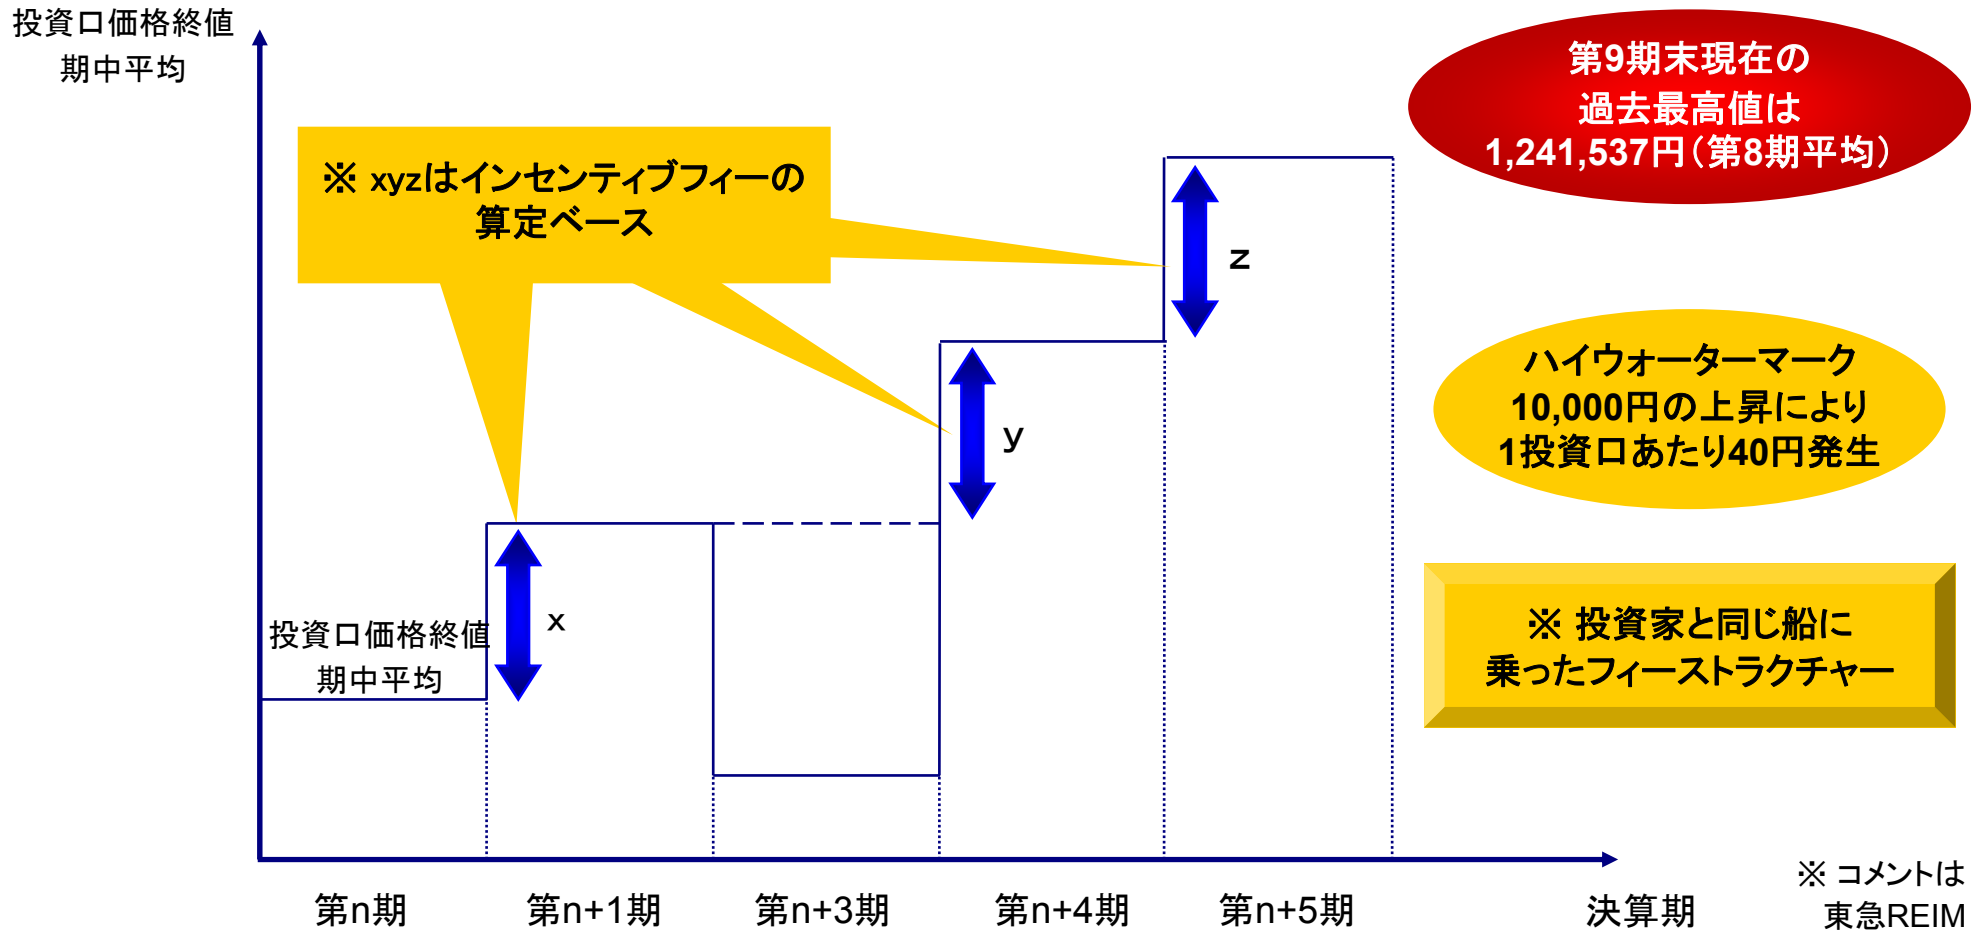 投資口価格終値
期中平均
第9期末現在の
過去最高値は
1,241,537円（第8期平均）
※ xyzはインセンティブフィーの
算定ベース
z
ハイウォーターマーク
10,000円の上昇により
1投資口あたり40円発生
y
x
投資口価格終値
期中平均
※ 投資家と同じ船に
乗ったフィーストラクチャー
第n期
第n+1期
第n+3期
第n+4期
第n+5期
決算期
※ コメントは
東急REIM